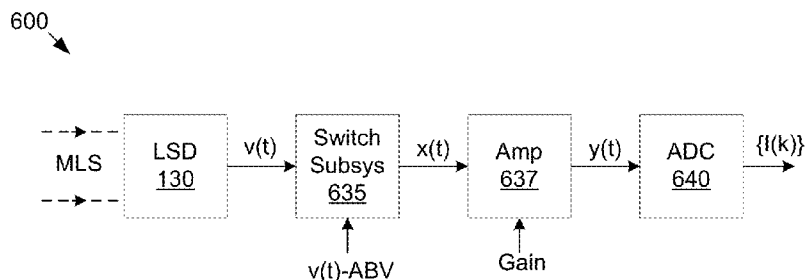 600
MLS
LSD
130
v(t)
Switch
Subsys
635
v(t)-ABV
x(t)
Amp
637
Gain
y(t)
ADC
640
{I(k)}